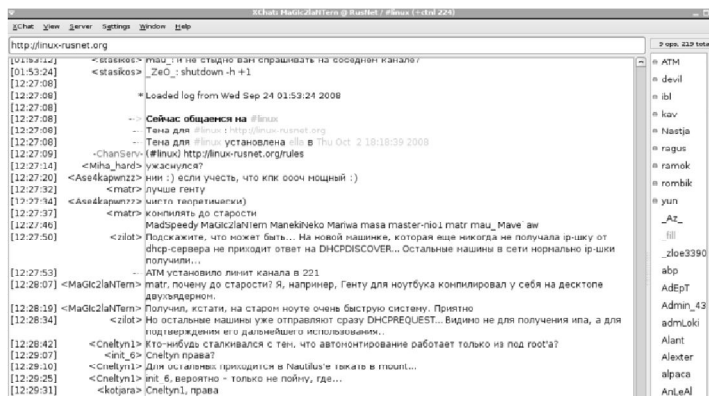 XChat: MaGIc2laNTern @ RusNet / #linux (+ctnl 224)
XChat View Server Settings Window Help
http://linux-rusnet.org
9 ops, 219 tota
[01:53:12] <stasikos> mau_: и не стыдно вам спрашивать на соседнем канале?
[01:53:24] <stasikos> _ZeO_: shutdown -h +1
[12:27:08]
[12:27:08] * Loaded log from Wed Sep 24 01:53:24 2008
[12:27:08]
[12:27:08] --> Сейчас общаемся на #linux
[12:27:08] --- Тема для #linux : http://linux-rusnet.org
[12:27:08] --- Тема для #linux установлена ella в Thu Oct 2 18:18:39 2008
[12:27:09] -ChanServ- (#linux) http://linux-rusnet.org/rules
[12:27:14] <Miha_hard> ужаснулся?
[12:27:20] <Ase4kapwnzz> нии :) если учесть, что кпк оооч мощный :)
[12:27:32] <matr> лучше генту
[12:27:34] <Ase4kapwnzz> чисто теоретически)
[12:27:37] <matr> компилять до старости
[12:27:46] MadSpeedy MaGIc2laNTern ManekiNeko Mariwa masa master-nio1 matr mau_ Mave`aw
[12:27:50] <zilot> Подскажите, что может быть... На новой машинке, которая еще никогда не получала ip-шку от
dhcp-сервера не приходит ответ на DHCPDISCOVER... Остальные машины в сети нормально ip-шки
получили...
[12:27:53] --- ATM установило лимит канала в 221
[12:28:07] <MaGIc2laNTern> matr, почему до старости? Я, например, Генту для ноутбука компилировал у себя на десктопе
двухъядерном.
[12:28:19] <MaGIc2laNTern> Получил, кстати, на старом ноуте очень быструю систему. Приятно
[12:28:34] <zilot> Но остальные машины уже отправляют сразу DHCPREQUEST... Видимо не для получения ипа, а для
подтверждения его дальнейшего использования..
[12:28:42] <Cneltyn1> Кто-нибудь сталкивался с тем, что автомонтирование работает только из под root'а?
[12:29:07] <init_6> Cneltyn права?
[12:29:10] <Cneltyn1> Для остальных приходится в Nautilus'e тыкать в mount...
[12:29:25] <Cneltyn1> init_6, вероятно - только не пойму, где...
[12:29:31] <kotjara> Cneltyn1, права
ATM
devil
ibl
kav
Nastja
ragus
ramok
rombik
yun
_Az_
_fill
_zloe3390
abp
AdEpT
Admin_43
admLoki
Alant
Alexter
alpaca
AnLeAl